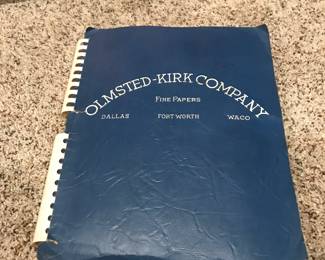 OLMSTED-KIRK COMPANY
FINE PAPERS
DALLAS FORT WORTH WACO